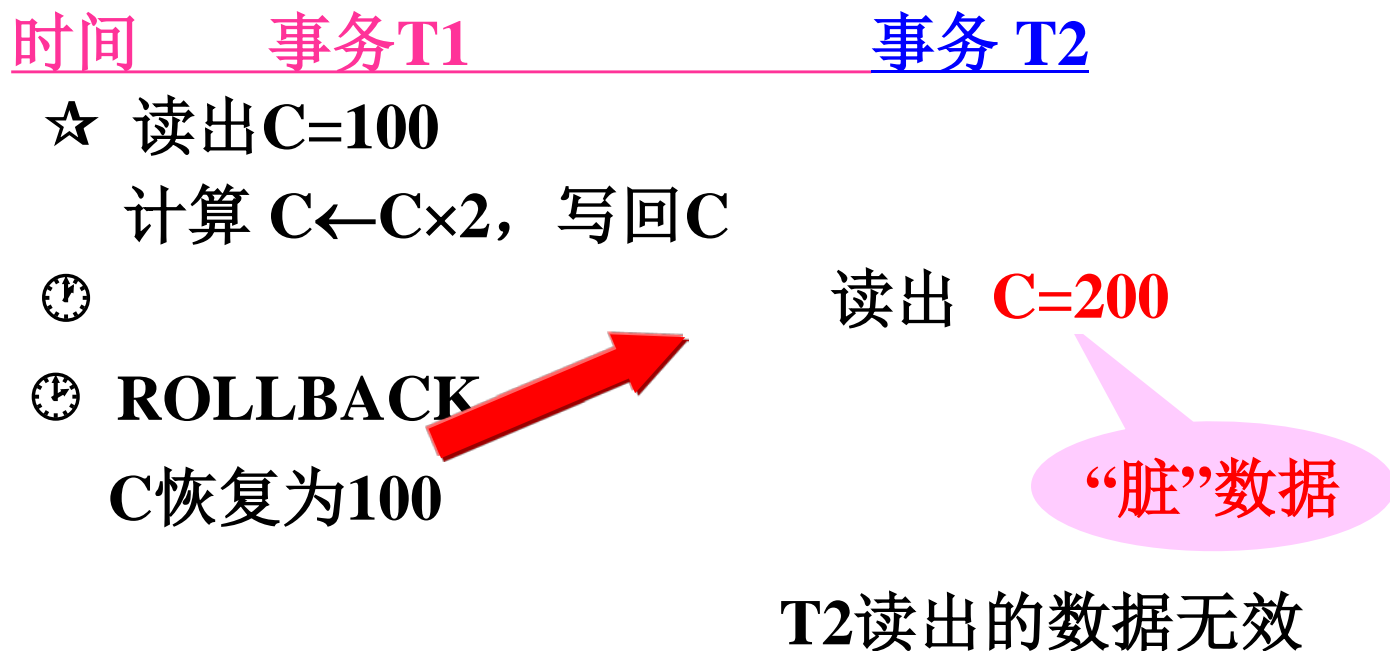 时间 事务T1 事务 T2
☆ 读出C=100
计算 C←C×2，写回C
读出 C=200
ROLLBACK
C恢复为100
“脏”数据
T2读出的数据无效